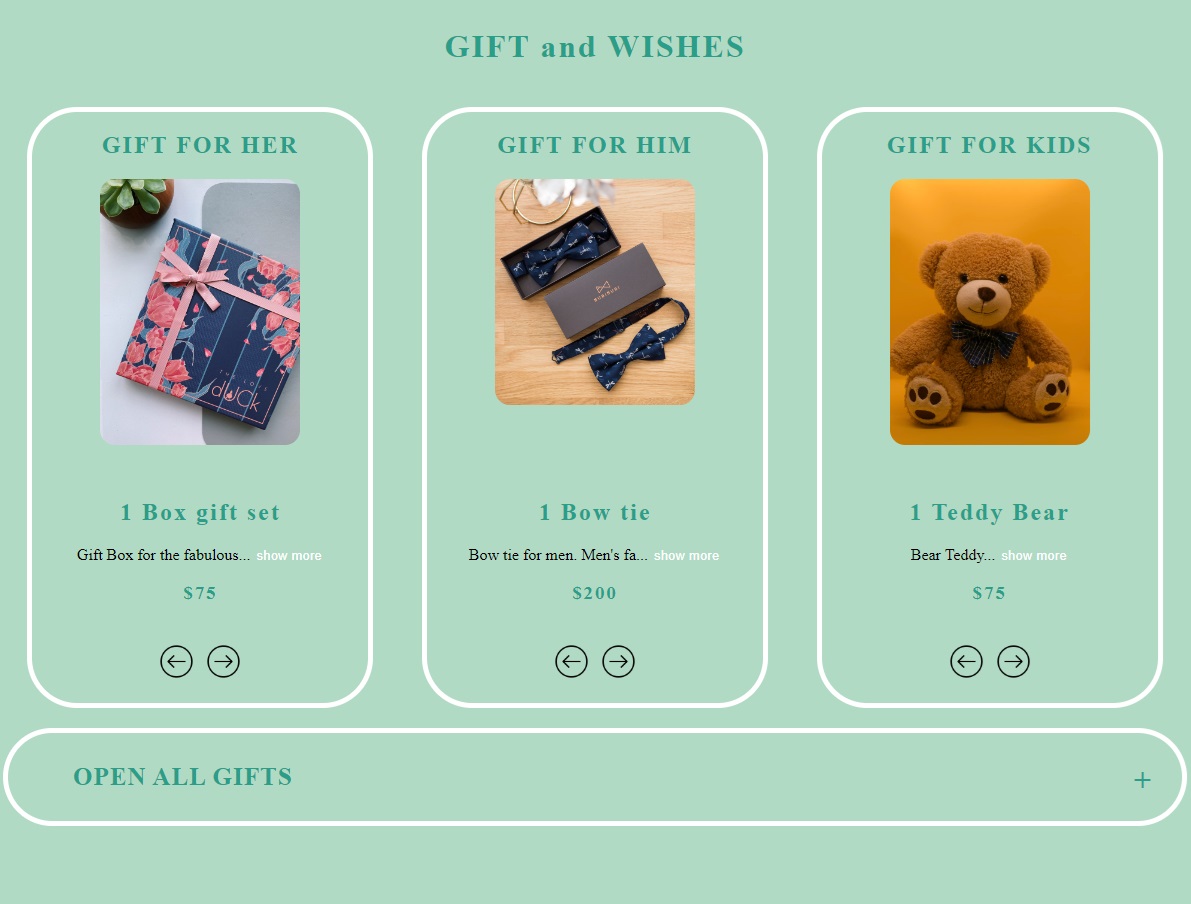 GIFT and WISHES
GIFT FOR HER
THE LOVE
dUCk
1 Box gift set
Gift Box for the fabulous... show more
$75
GIFT FOR HIM
1 Bow tie
Bow tie for men. Men's fa... show more
$200
GIFT FOR KIDS
1 Teddy Bear
Bear Teddy... show more
$75
OPEN ALL GIFTS
+